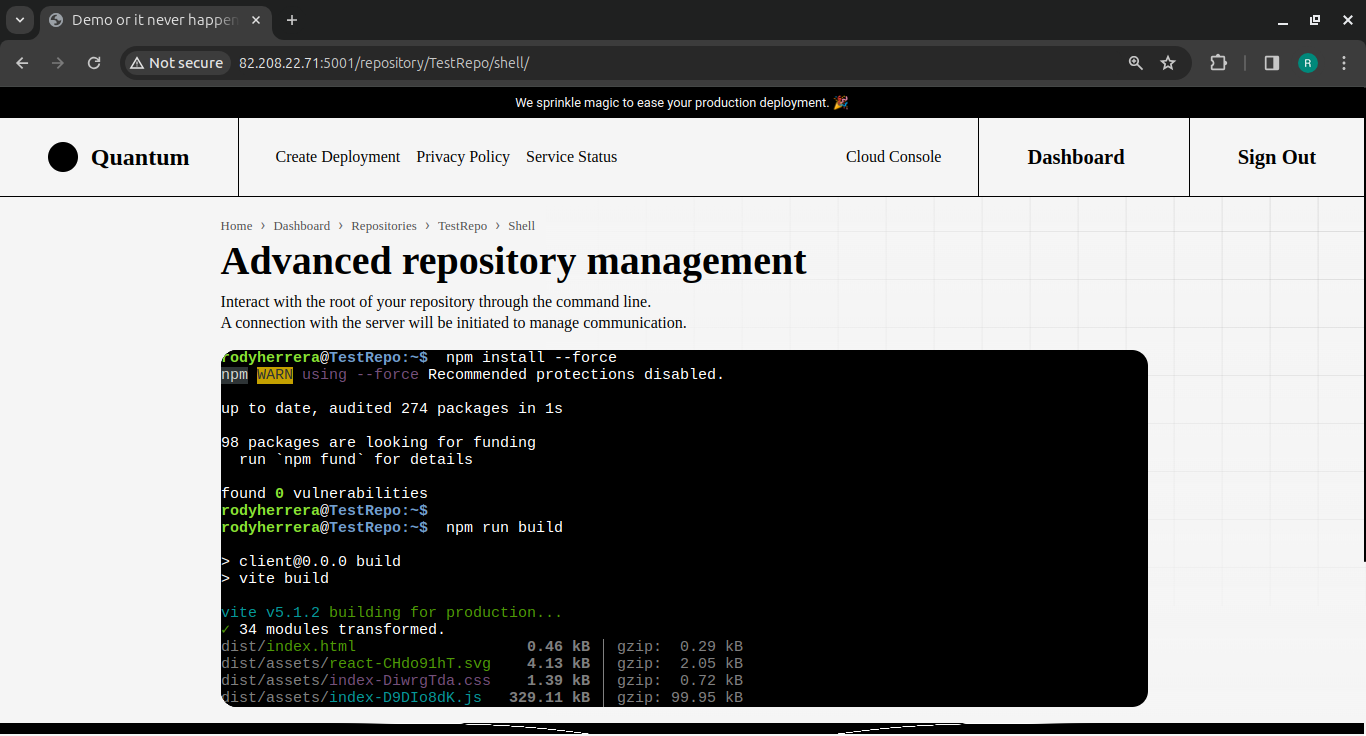 Demo or it never happen
Not secure
82.208.22.71:5001/repository/TestRepo/shell/
R
We sprinkle magic to ease your production deployment. 🎉
Quantum
Create Deployment
Privacy Policy
Service Status
Cloud Console
Dashboard
Sign Out
Home › Dashboard › Repositories › TestRepo › Shell
Advanced repository management
Interact with the root of your repository through the command line.
A connection with the server will be initiated to manage communication.
rodyherrera@TestRepo:~$  npm install --force
npm WARN using --force Recommended protections disabled.
up to date, audited 274 packages in 1s
98 packages are looking for funding
  run `npm fund` for details
found 0 vulnerabilities
rodyherrera@TestRepo:~$
rodyherrera@TestRepo:~$  npm run build
> client@0.0.0 build
> vite build
vite v5.1.2 building for production...
✓ 34 modules transformed.
dist/index.html                   0.46 kB │ gzip:  0.29 kB
dist/assets/react-CHdo91hT.svg    4.13 kB │ gzip:  2.05 kB
dist/assets/index-DiwrgTda.css    1.39 kB │ gzip:  0.72 kB
dist/assets/index-D9DIo8dK.js   329.11 kB │ gzip: 99.95 kB